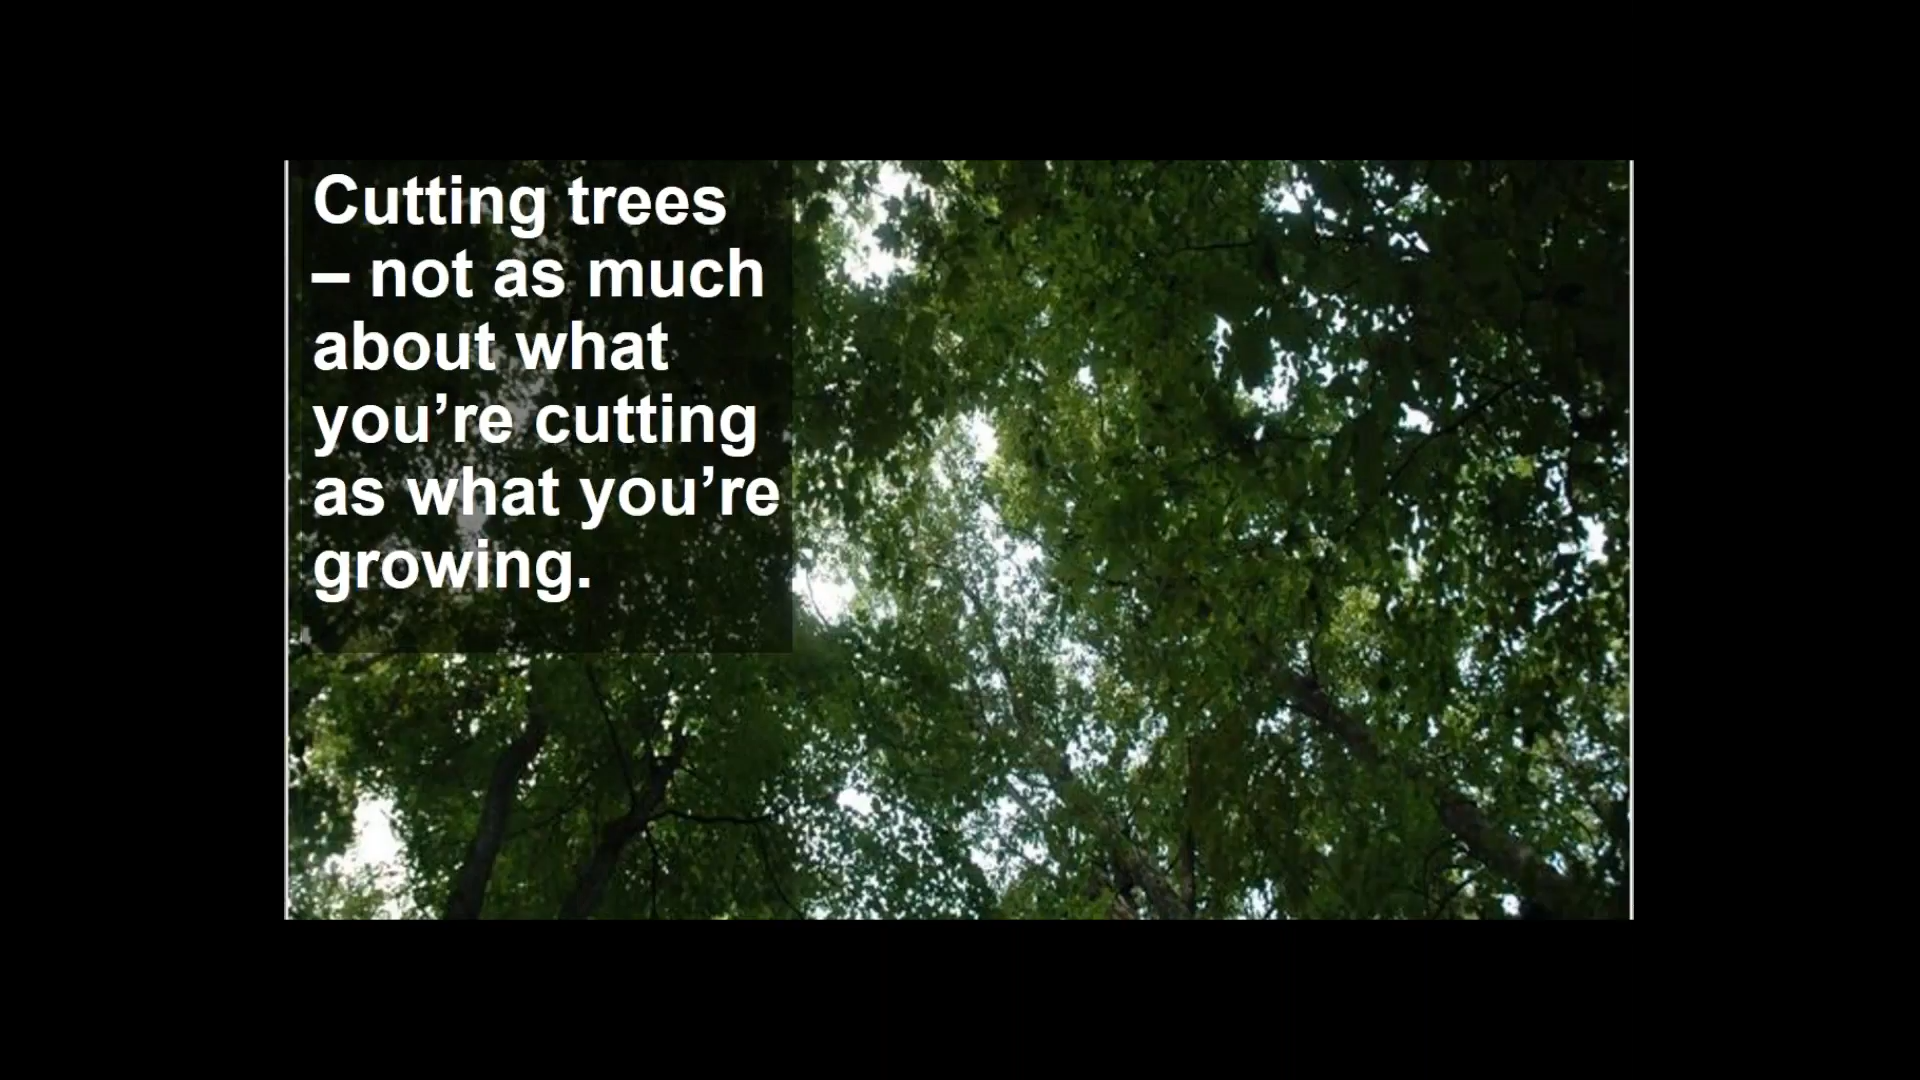 Cutting trees
– not as much
about what
you’re cutting
as what you’re
growing.